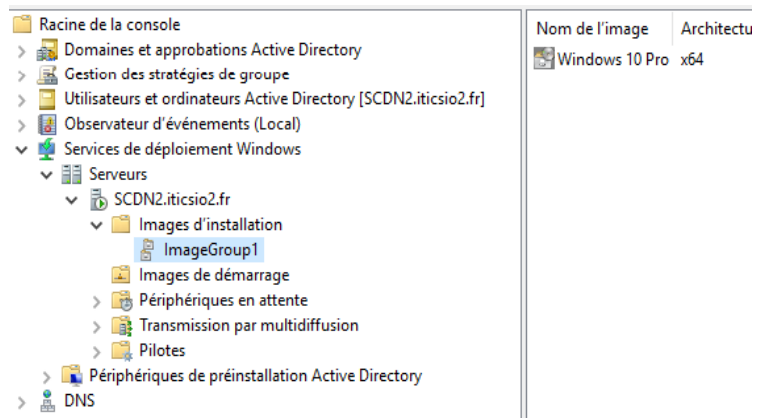 Racine de la console
Domaines et approbations Active Directory
Gestion des stratégies de groupe
Utilisateurs et ordinateurs Active Directory [SCDN2.iticsio2.fr]
Observateur d'événements (Local)
Services de déploiement Windows
Serveurs
SCDN2.iticsio2.fr
Images d'installation
ImageGroup1
Images de démarrage
Périphériques en attente
Transmission par multidiffusion
Pilotes
Périphériques de préinstallation Active Directory
DNS
Nom de l'image Architectu
Windows 10 Pro x64